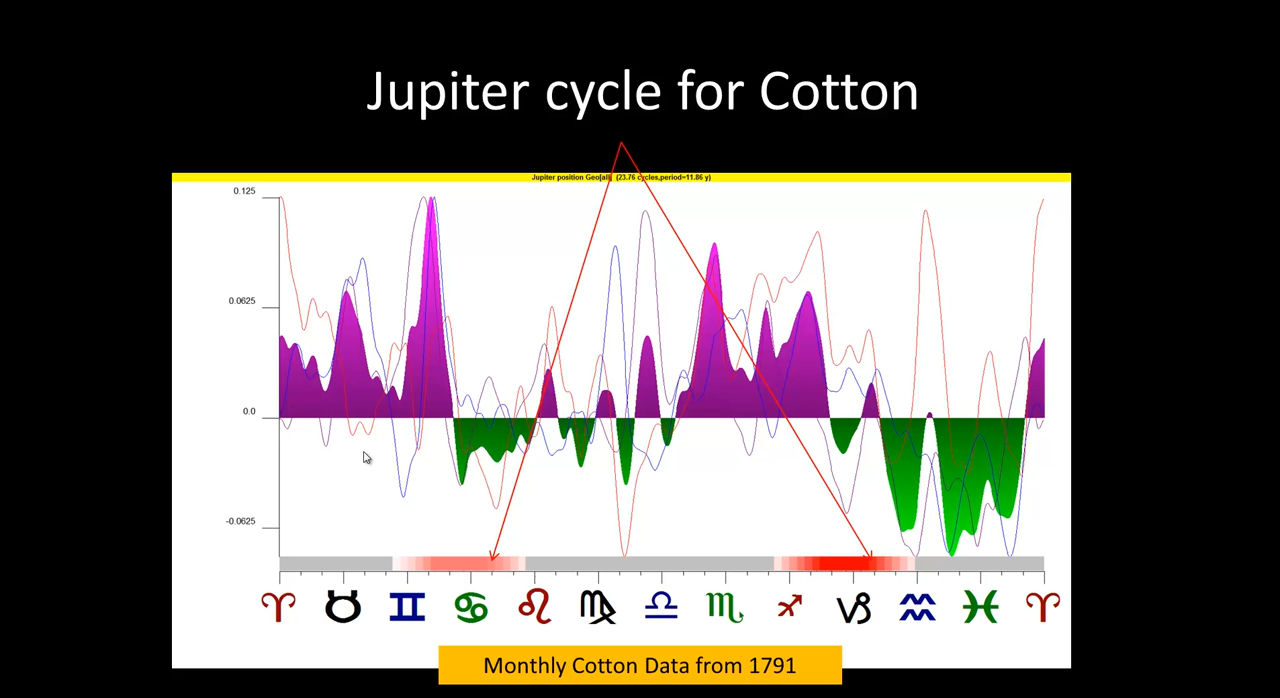 Jupiter cycle for Cotton
Jupiter position Geo[all] (23.76 cycles,period=11.86 y)
0.125
0.0625
0.0
-0.0625
♈ ♉ ♊ ♋ ♌ ♍ ♎ ♏ ♐ ♑ ♒ ♓ ♈
Monthly Cotton Data from 1791